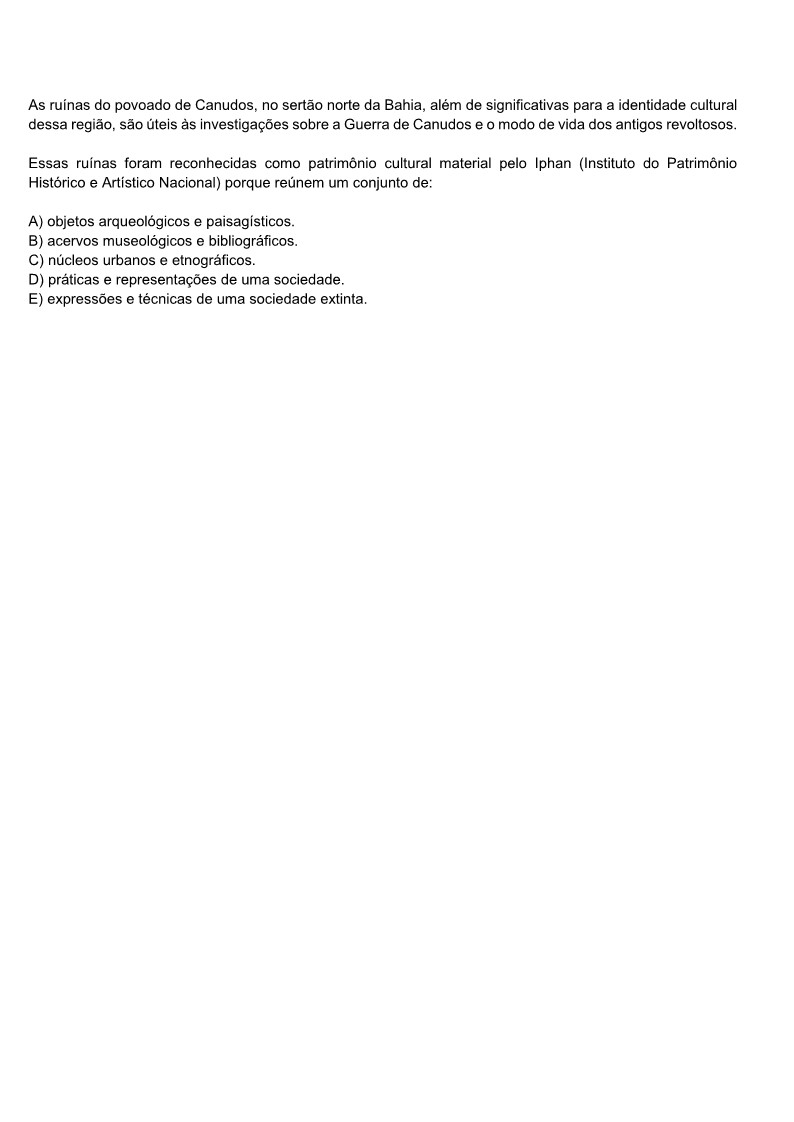 As ruínas do povoado de Canudos, no sertão norte da Bahia, além de significativas para a identidade cultural
dessa região, são úteis às investigações sobre a Guerra de Canudos e o modo de vida dos antigos revoltosos.
Essas ruínas foram reconhecidas como patrimônio cultural material pelo Iphan (Instituto do Patrimônio
Histórico e Artístico Nacional) porque reúnem um conjunto de:
A) objetos arqueológicos e paisagísticos.
B) acervos museológicos e bibliográficos.
C) núcleos urbanos e etnográficos.
D) práticas e representações de uma sociedade.
E) expressões e técnicas de uma sociedade extinta.